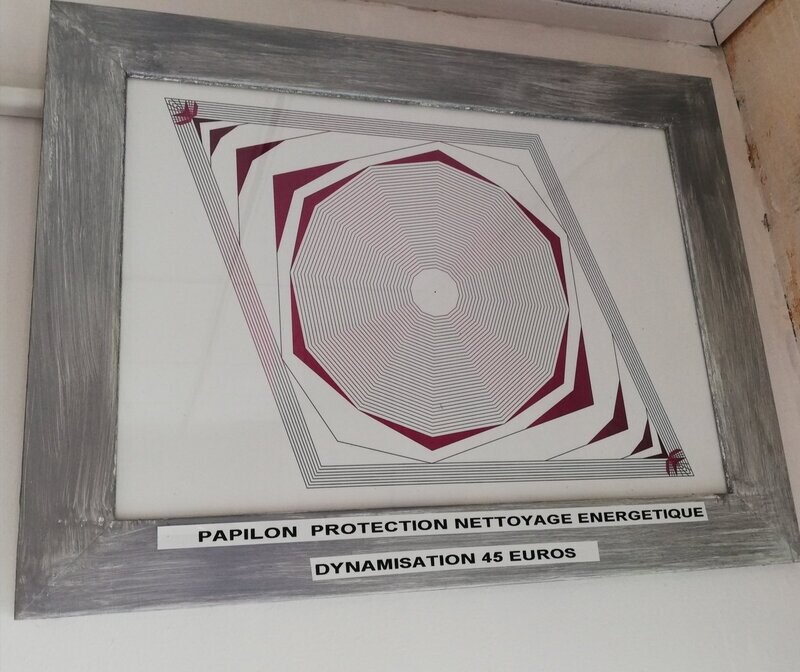 PAPILON PROTECTION NETTOYAGE ENERGETIQUE
DYNAMISATION 45 EUROS